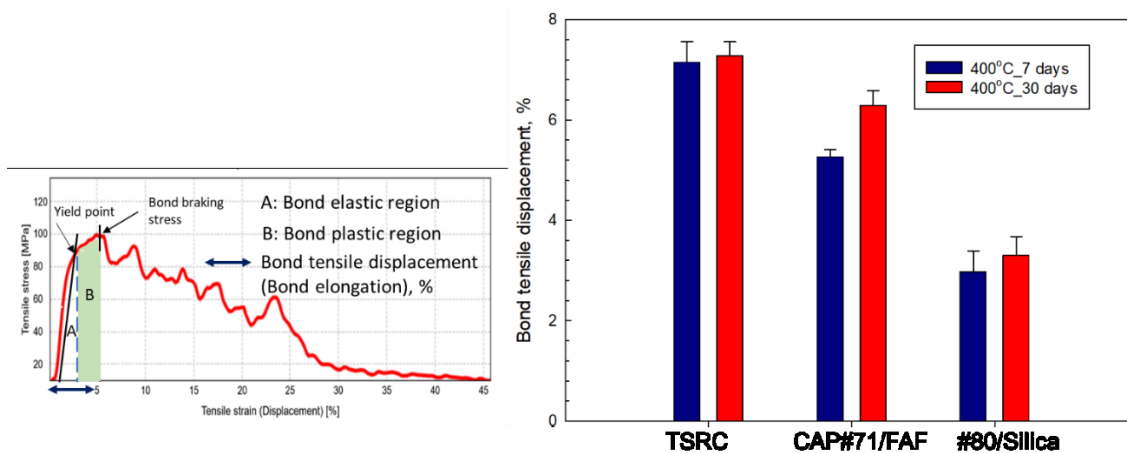 120
100
80
60
40
20
Tensile stress [MPa]
Yield point
Bond braking
stress
A: Bond elastic region
B: Bond plastic region
Bond tensile displacement
(Bond elongation), %
A
B
5
10
15
20
25
30
35
40
45
Tensile strain (Displacement) [%]
Bond tensile displacement, %
8
6
4
2
0
400°C_7 days
400°C_30 days
TSRC
CAP#71/FAF
#80/Silica